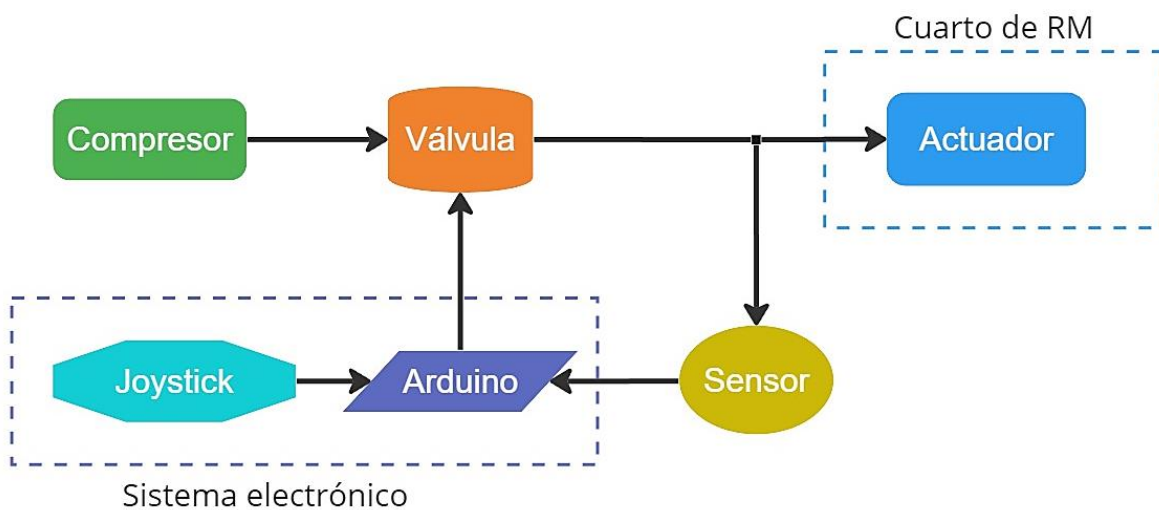 Cuarto de RM
Compresor
Válvula
Actuador
Joystick
Arduino
Sensor
Sistema electrónico